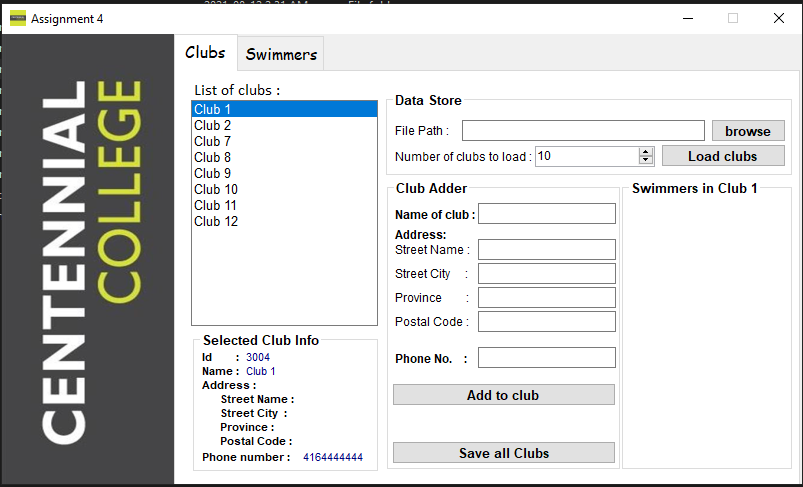 Assignment 4
CENTENNIAL
COLLEGE
Clubs
Swimmers
List of clubs :
Club 1
Club 2
Club 7
Club 8
Club 9
Club 10
Club 11
Club 12
Selected Club Info
Id : 3004
Name : Club 1
Address :
Street Name :
Street City :
Province :
Postal Code :
Phone number : 4164444444
Data Store
File Path :
browse
Number of clubs to load : 10
Load clubs
Club Adder
Name of club :
Address:
Street Name :
Street City :
Province :
Postal Code :
Phone No. :
Add to club
Save all Clubs
Swimmers in Club 1